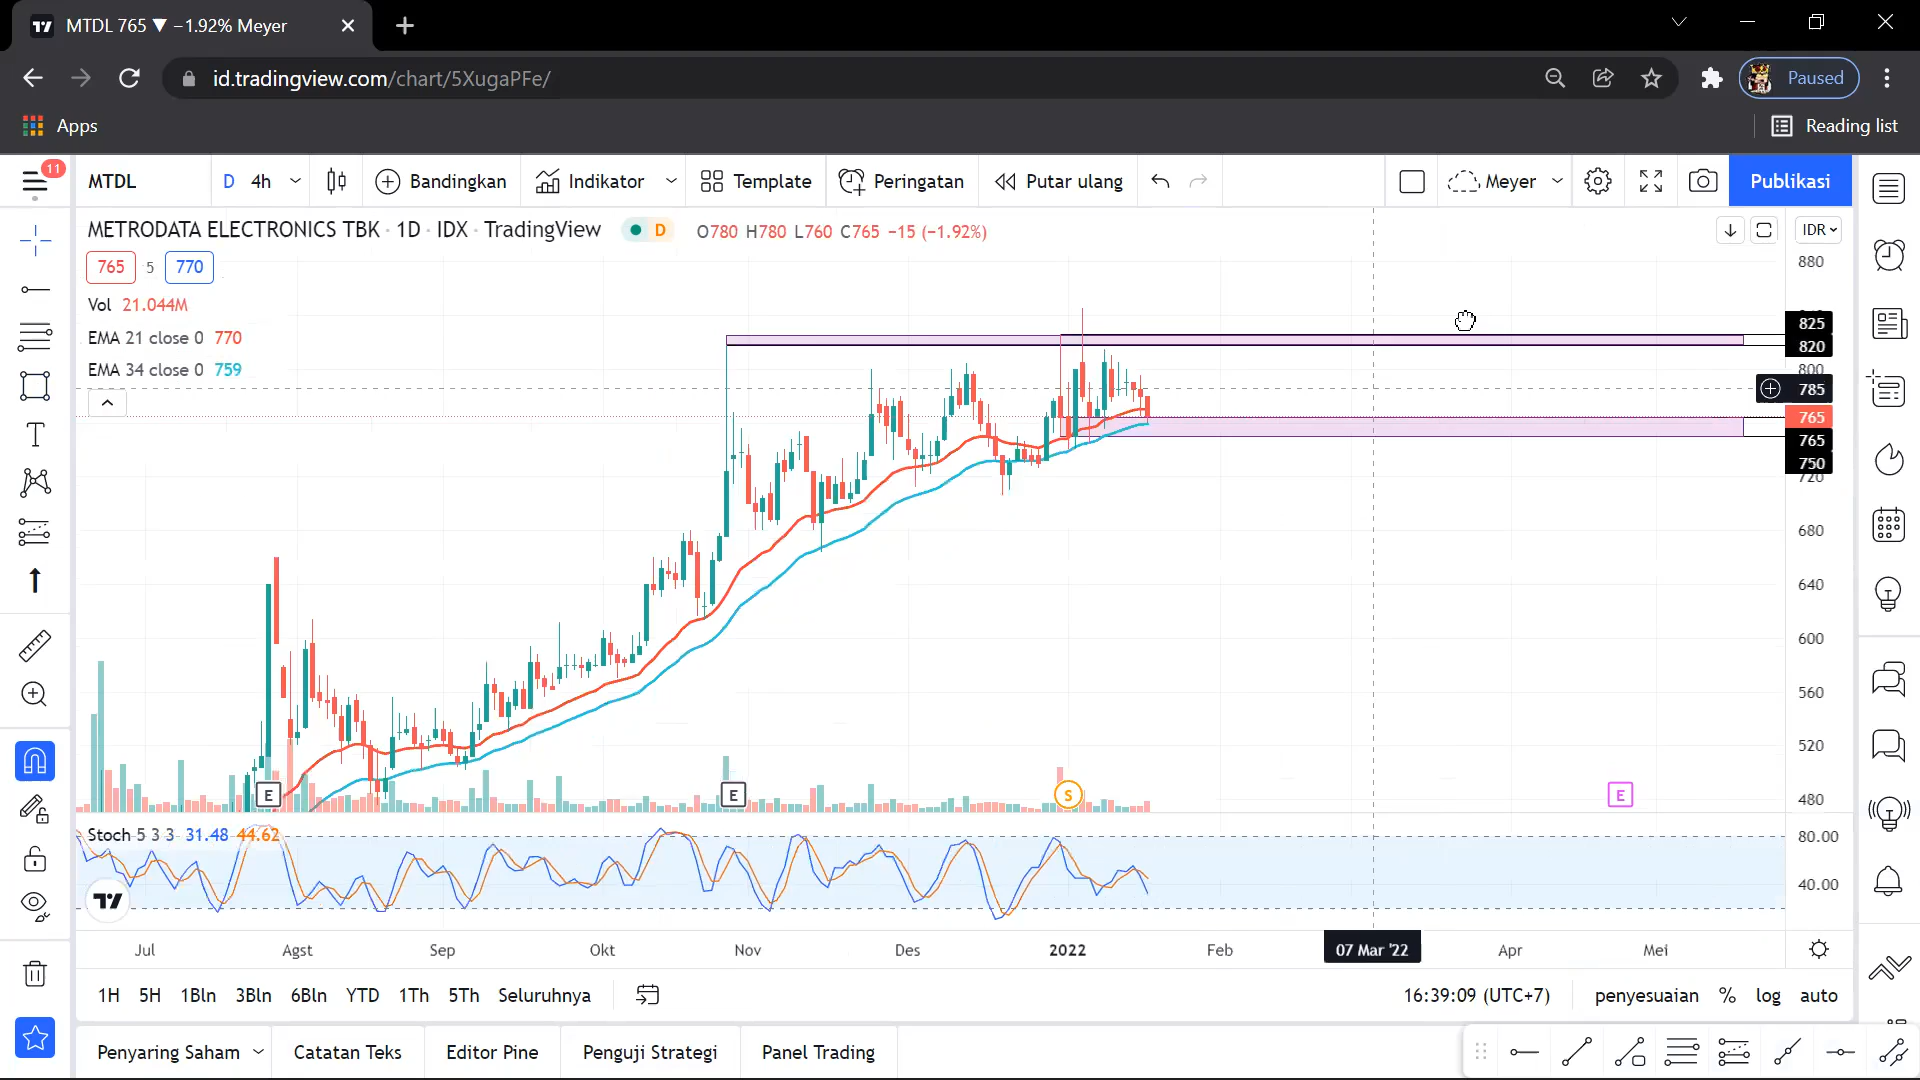 MTDL 765 ▼ −1.92% Meyer
id.tradingview.com/chart/5XugaPFe/
Paused
Apps
Reading list
11
MTDL D 4h Bandingkan Indikator Template Peringatan Putar ulang Meyer Publikasi
METRODATA ELECTRONICS TBK · 1D · IDX · TradingView D O780 H780 L760 C765 −15 (−1.92%)
IDR
765 5 770
Vol 21.044M
EMA 21 close 0 770
EMA 34 close 0 759
880
825
820
800
785
765
765
750
720
680
640
600
560
520
480
E E S E
Stoch 5 3 3 31.48 44.62
80.00
40.00
Jul Agst Sep Okt Nov Des 2022 Feb 07 Mar '22 Apr Mei
1H 5H 1Bln 3Bln 6Bln YTD 1Th 5Th Seluruhnya 16:39:09 (UTC+7) penyesuaian % log auto
Penyaring Saham Catatan Teks Editor Pine Penguji Strategi Panel Trading